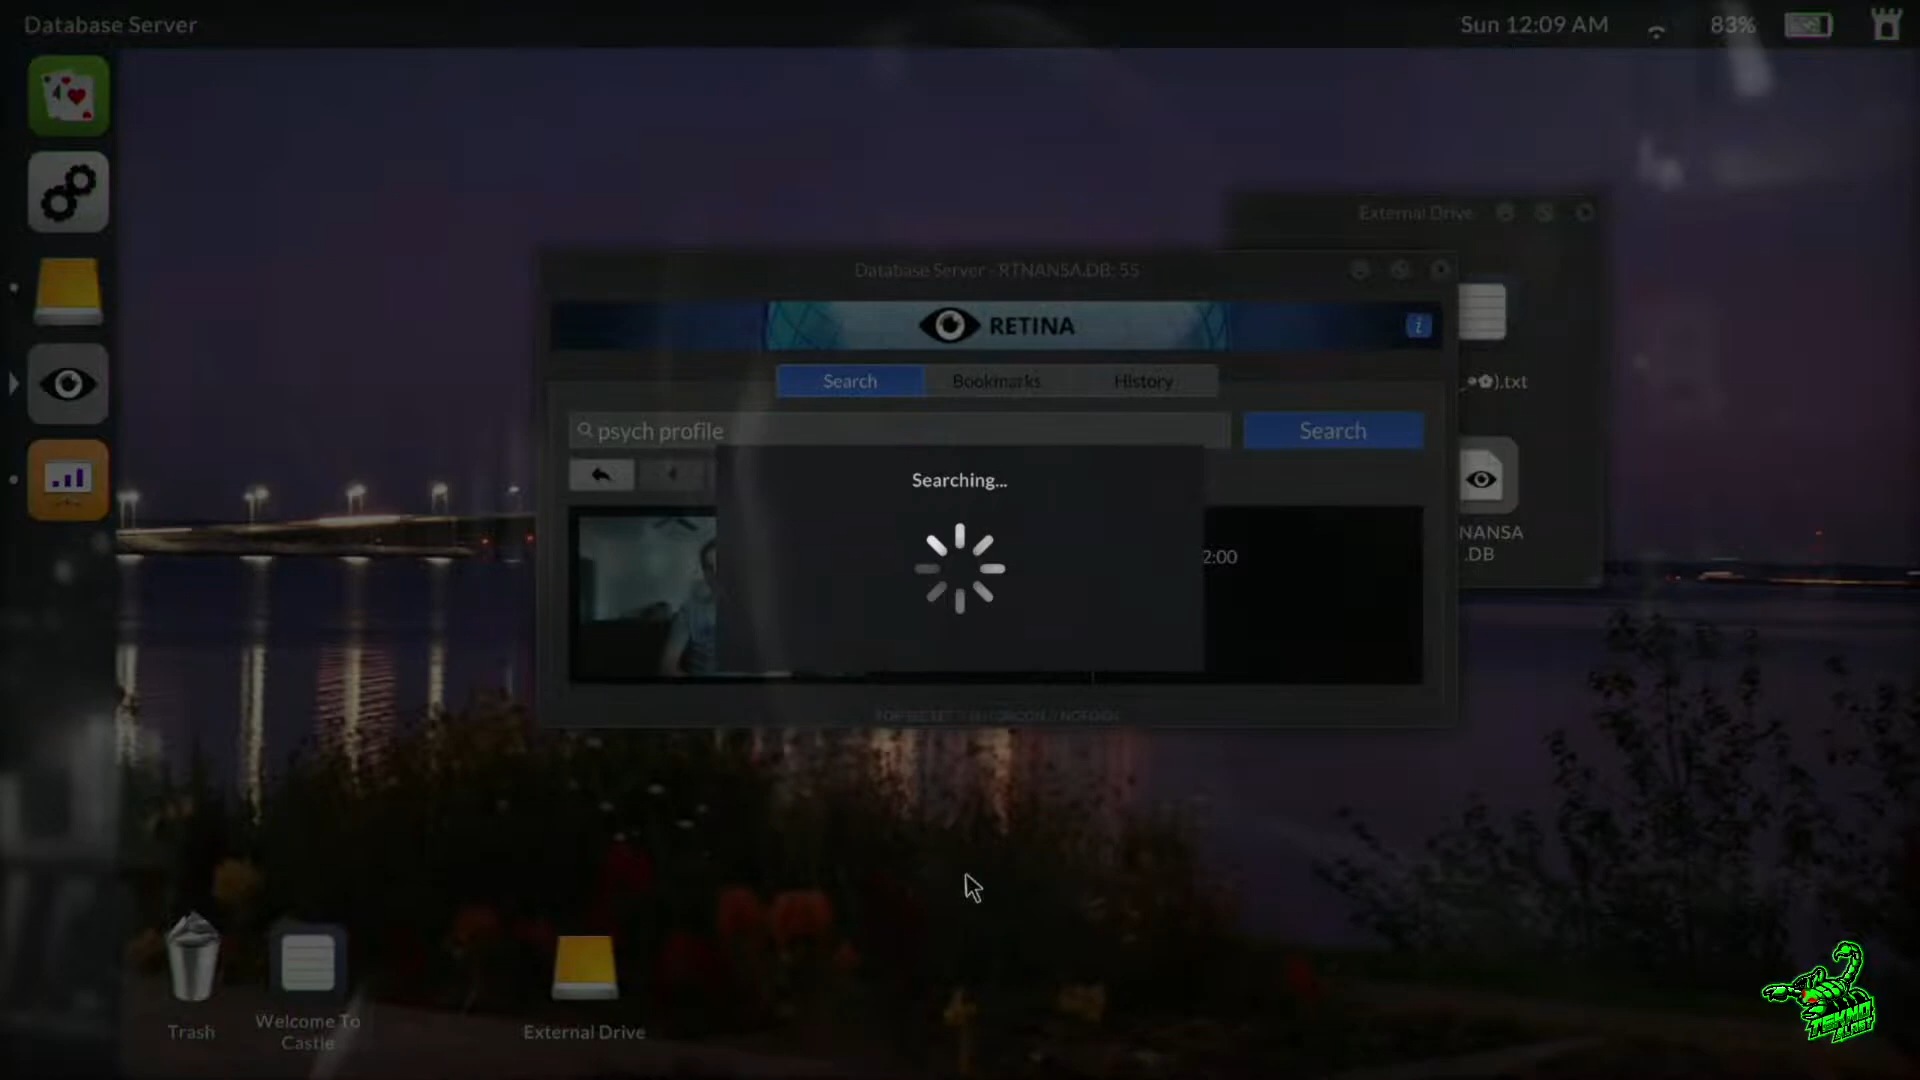 Database Server
Sun 12:09 AM
83%
External Drive
Database Server - RTNANSA.DB: 55
RETINA
i
Search
Bookmarks
History
psych profile
Search
Searching...
2:00
).txt
NANSA
.DB
Trash
Welcome To
Castle
External Drive
TEKNO